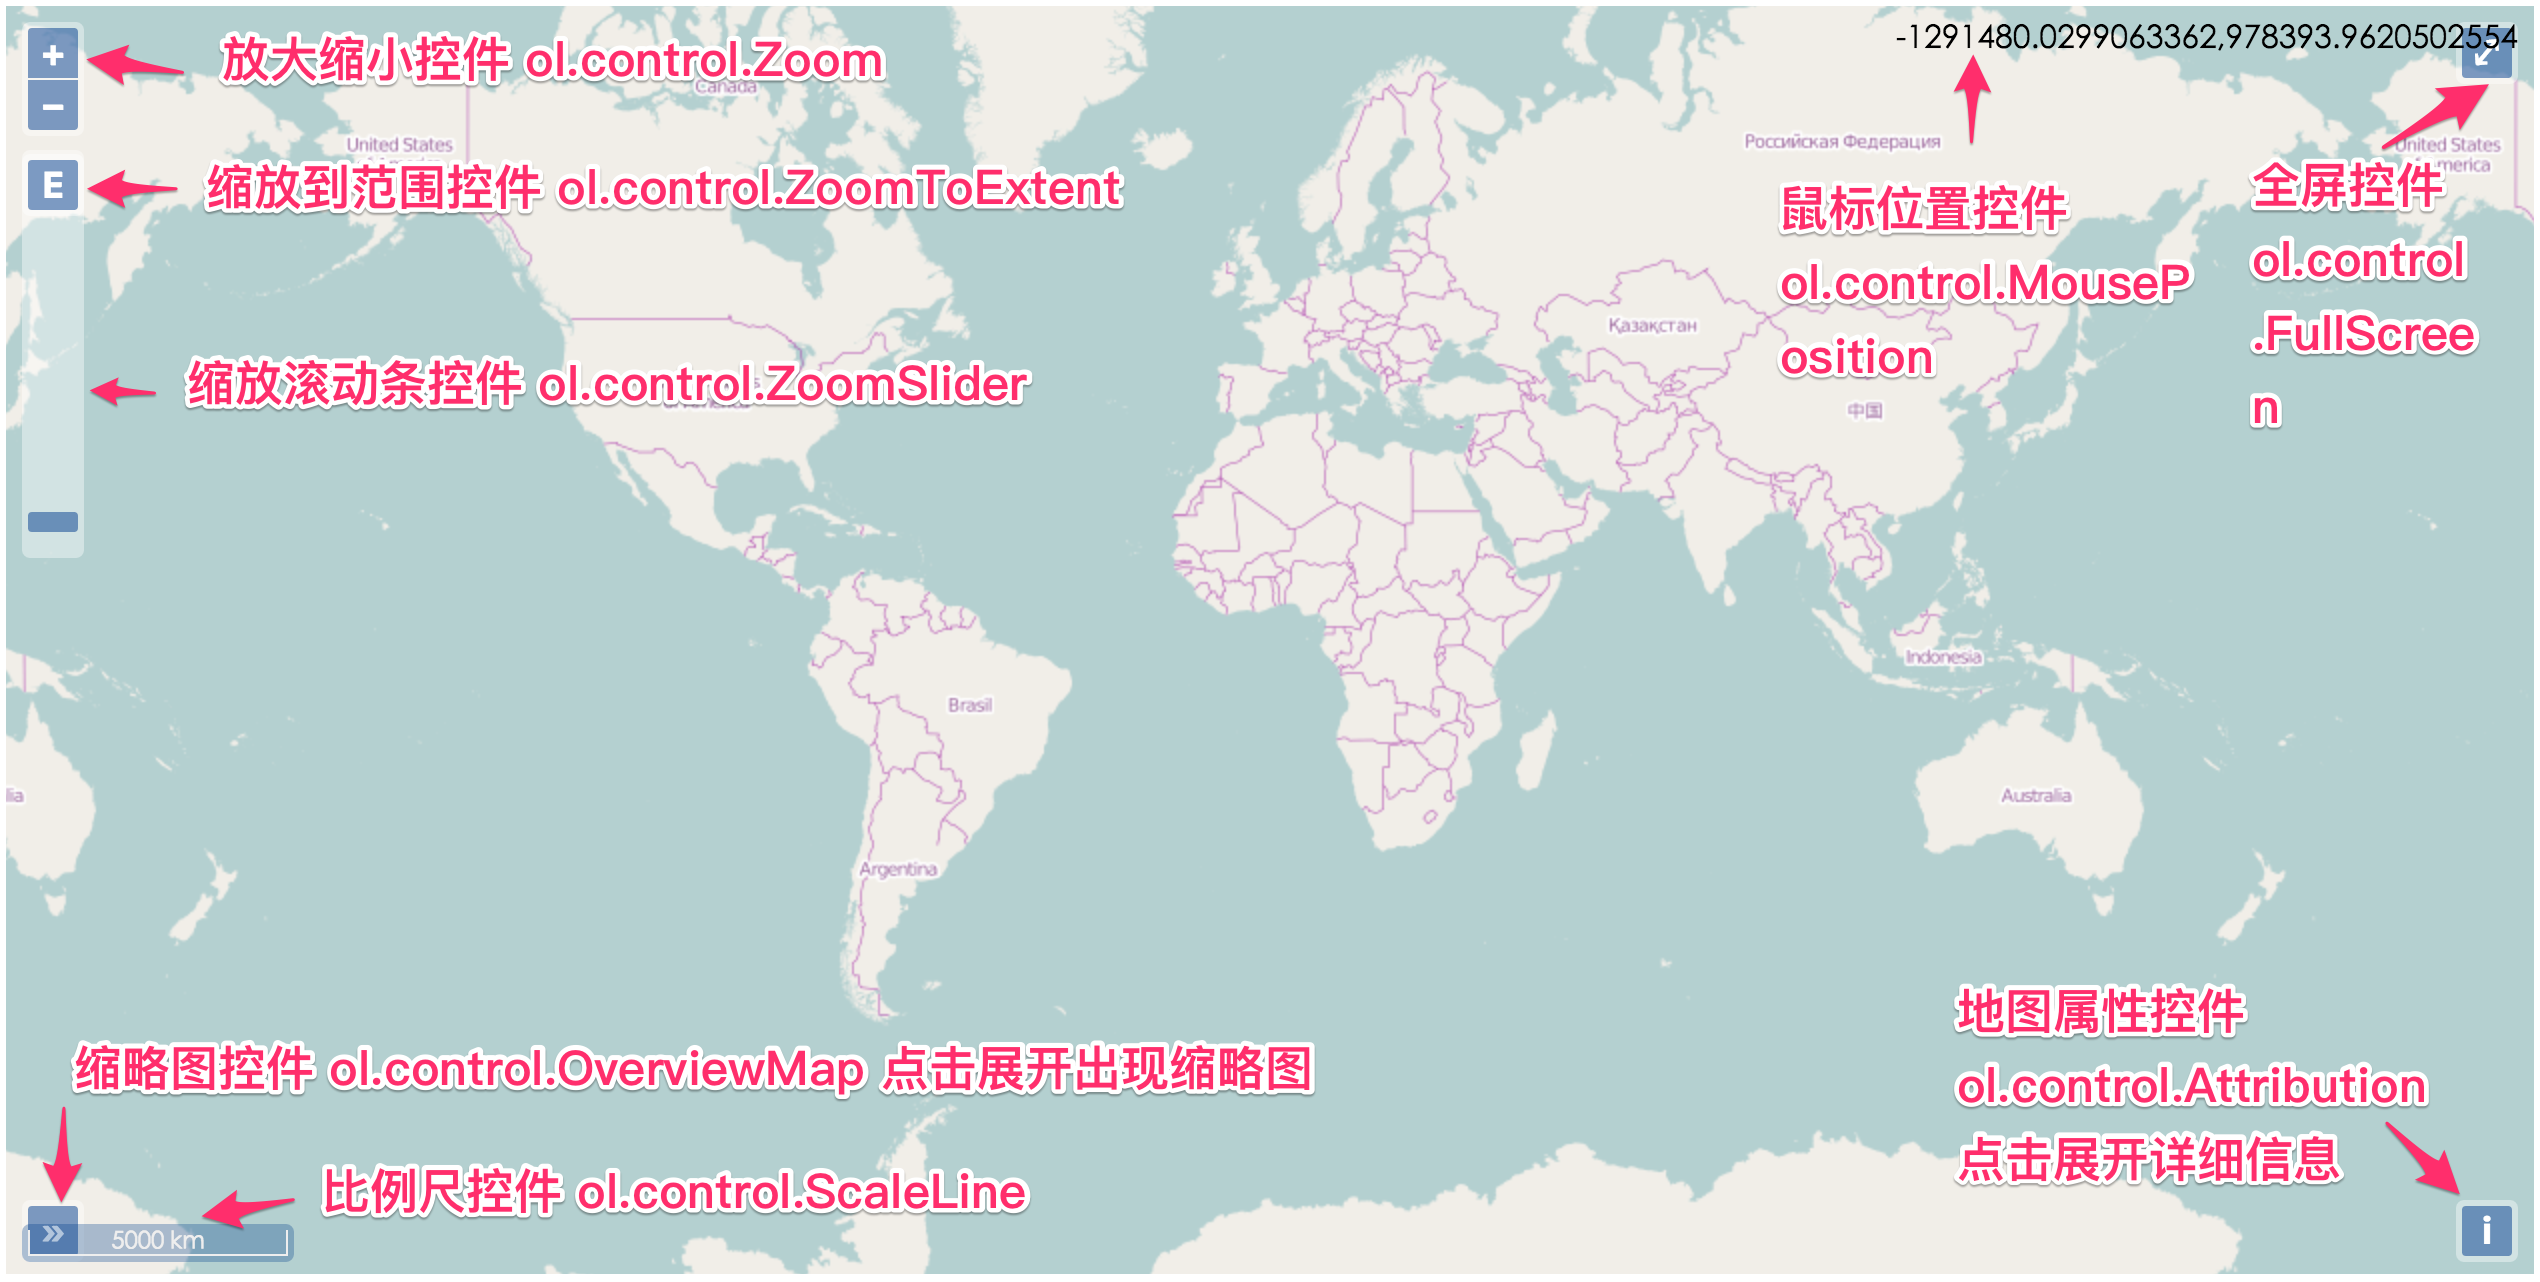 +
放大缩小控件 ol.control.Zoom
−
-1291480.0299063362,978393.9620502554
Canada
United States
United States
Российская Федерация
E
缩放到范围控件 ol.control.ZoomToExtent
鼠标位置控件
ol.control.MouseP
osition
全屏控件
ol.control
.FullScree
n
Қазақстан
中国
缩放滚动条控件 ol.control.ZoomSlider
Indonesia
Brasil
Australia
lia
Argentina
地图属性控件
ol.control.Attribution
点击展开详细信息
缩略图控件 ol.control.OverviewMap 点击展开出现缩略图
比例尺控件 ol.control.ScaleLine
»
5000 km
i